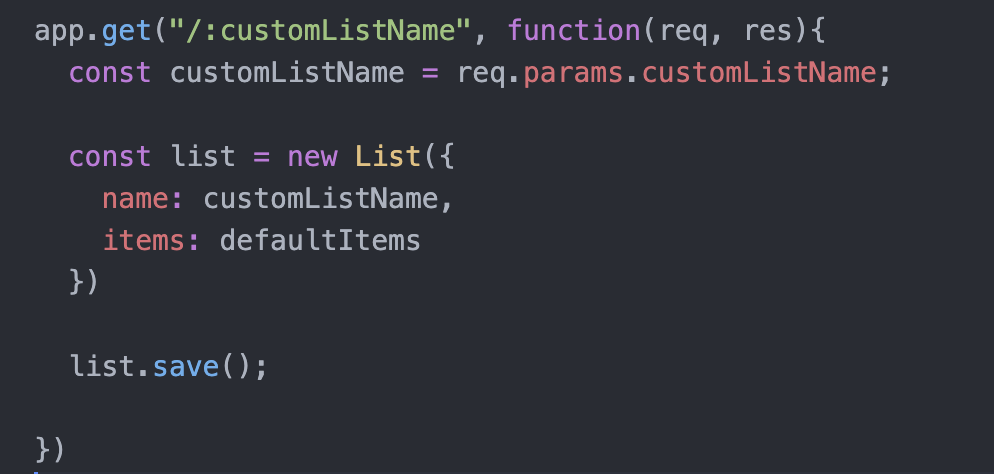 app.get("/:customListName", function(req, res){
  const customListName = req.params.customListName;
  const list = new List({
    name: customListName,
    items: defaultItems
  })
  list.save();
})